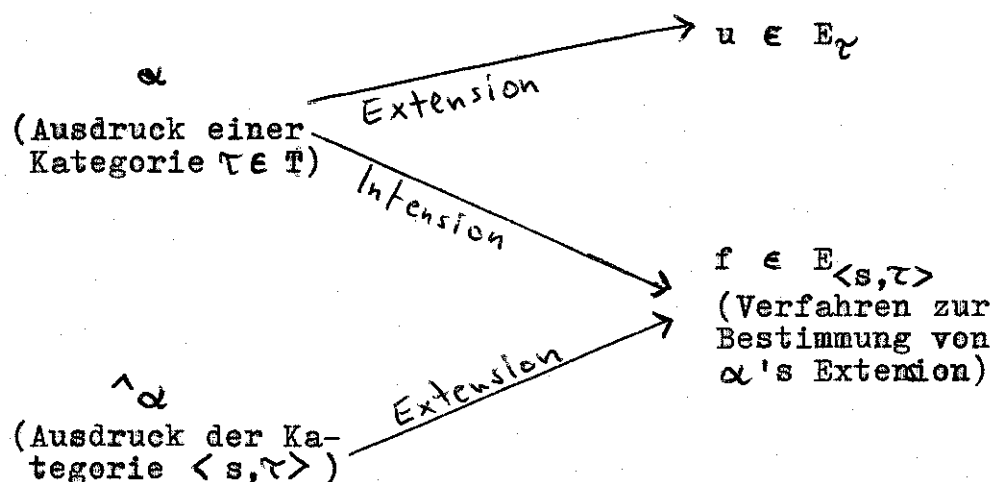 α
(Ausdruck einer
Kategorie τ ∈ T)
Extension
u ∈ E_τ
Intension
f ∈ E_<s,τ>
(Verfahren zur
Bestimmung von
α's Extension)
Extension
^α
(Ausdruck der Ka-
tegorie <s,τ>)